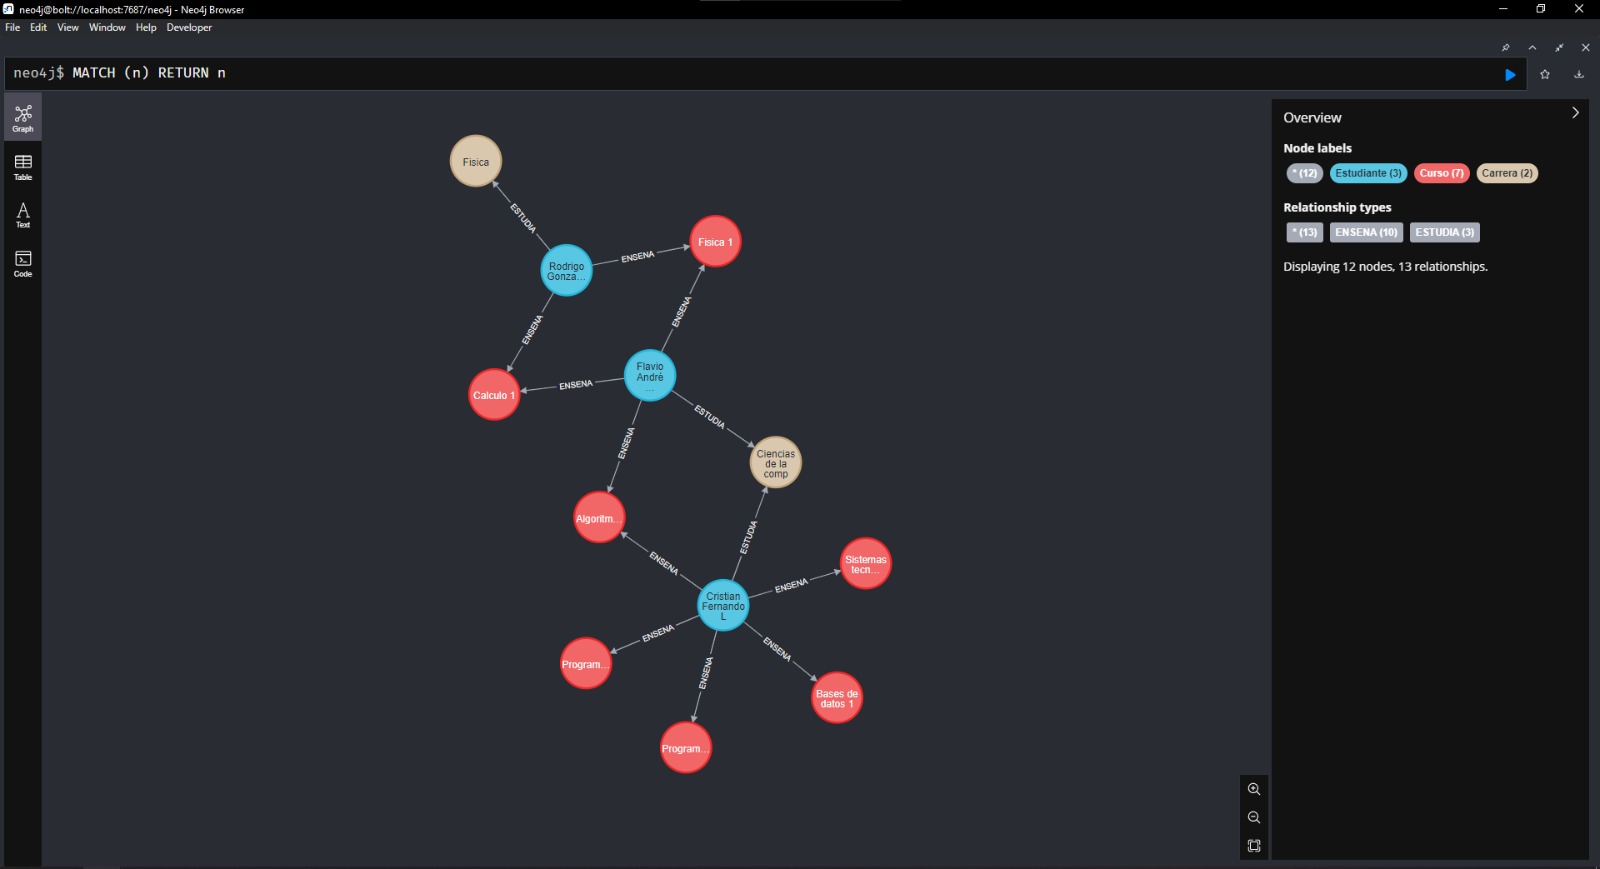 neo4j@bolt://localhost:7687/neo4j - Neo4j Browser
File Edit View Window Help Developer
neo4j$ MATCH (n) RETURN n
Graph
Table
Text
Code
Fisica
ESTUDIA
Rodrigo
Gonza...
ENSENA
Fisica 1
ENSENA
ENSENA
Calculo 1
ENSENA
Flavio
André
...
ESTUDIA
ENSENA
Ciencias
de la
comp
Algoritm...
ESTUDIA
ENSENA
Sistemas
tecn...
ENSENA
Cristian
Fernando
L
ENSENA
Program...
ENSENA
ENSENA
Bases de
datos 1
Program...
Overview
Node labels
* (12) Estudiante (3) Curso (7) Carrera (2)
Relationship types
* (13) ENSENA (10) ESTUDIA (3)
Displaying 12 nodes, 13 relationships.